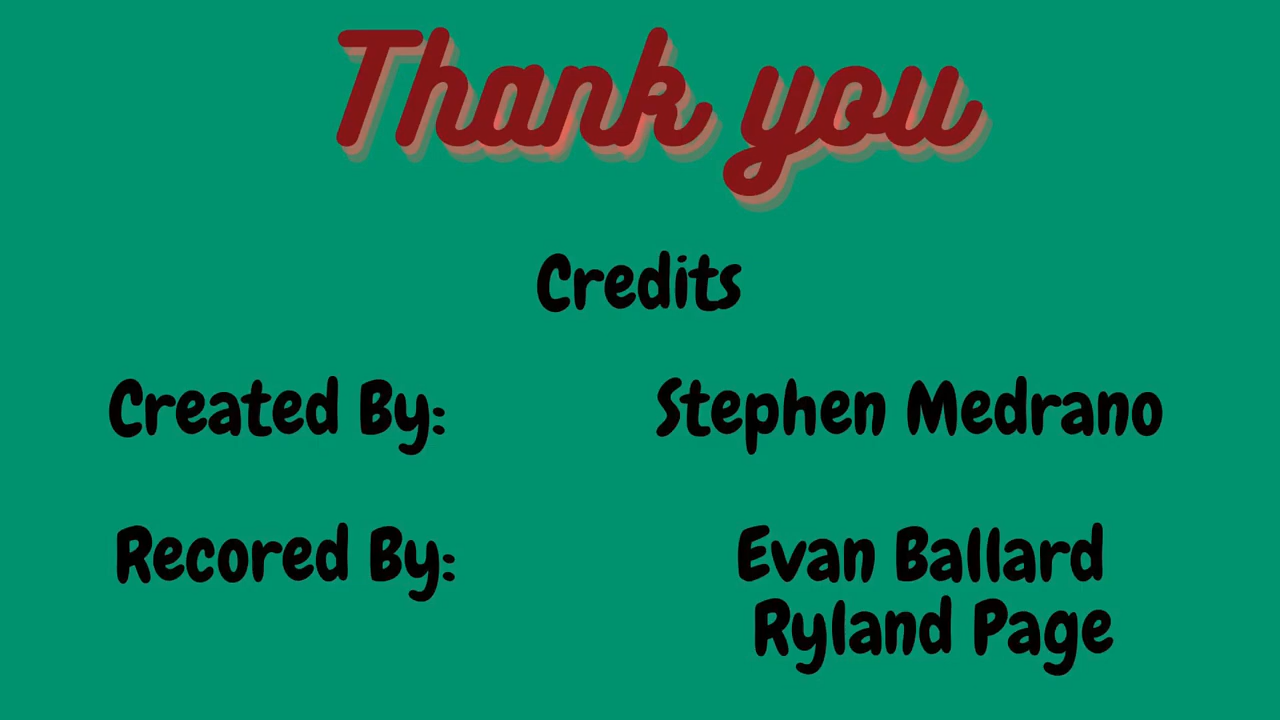 Thank you
Credits
Created By: Stephen Medrano
Recored By: Evan Ballard
Ryland Page